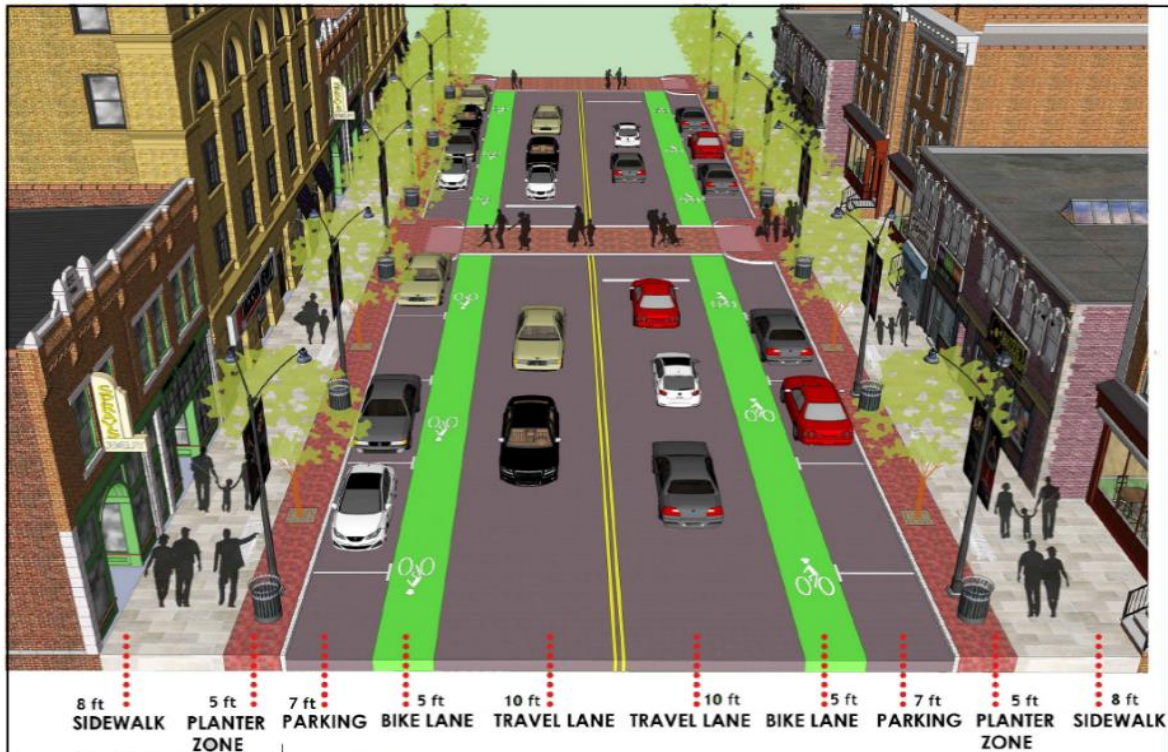 8 ft 5 ft 7 ft 5 ft 10 ft 10 ft 5 ft 7 ft 5 ft 8 ft
SIDEWALK PLANTER PARKING BIKE LANE TRAVEL LANE TRAVEL LANE BIKE LANE PARKING PLANTER SIDEWALK
ZONE ZONE